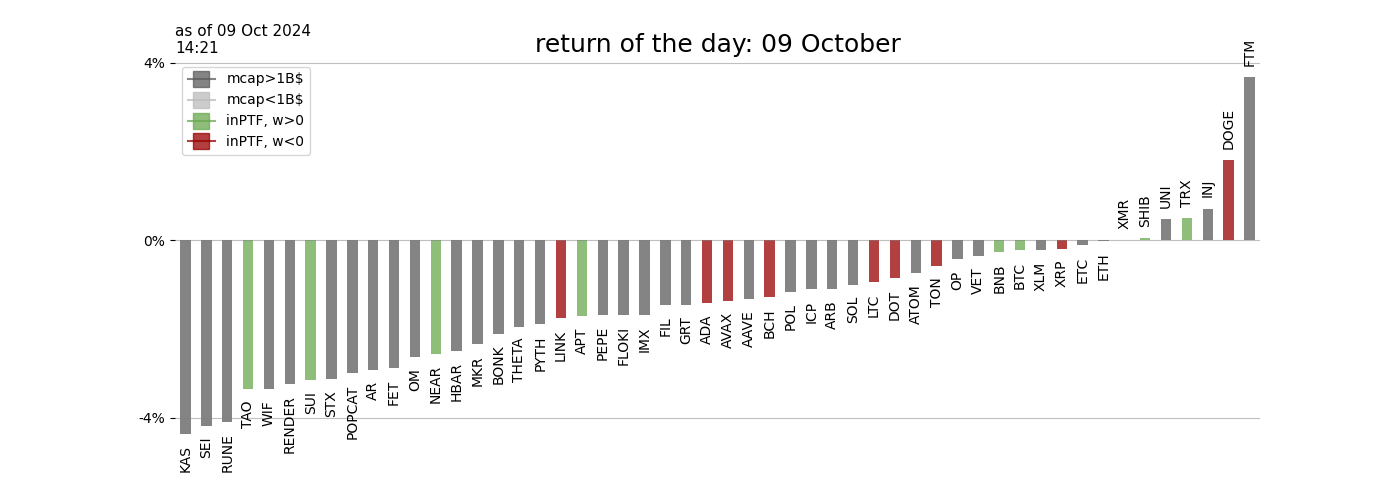 as of 09 Oct 2024
14:21
return of the day: 09 October
4%
0%
-4%
mcap>1B$
mcap<1B$
inPTF, w>0
inPTF, w<0
KAS
SEI
RUNE
TAO
WIF
RENDER
SUI
STX
POPCAT
AR
FET
OM
NEAR
HBAR
MKR
BONK
THETA
PYTH
LINK
APT
PEPE
FLOKI
IMX
FIL
GRT
ADA
AVAX
AAVE
BCH
POL
ICP
ARB
SOL
LTC
DOT
ATOM
TON
OP
VET
BNB
BTC
XLM
XRP
ETC
ETH
XMR
SHIB
UNI
TRX
INJ
DOGE
FTM